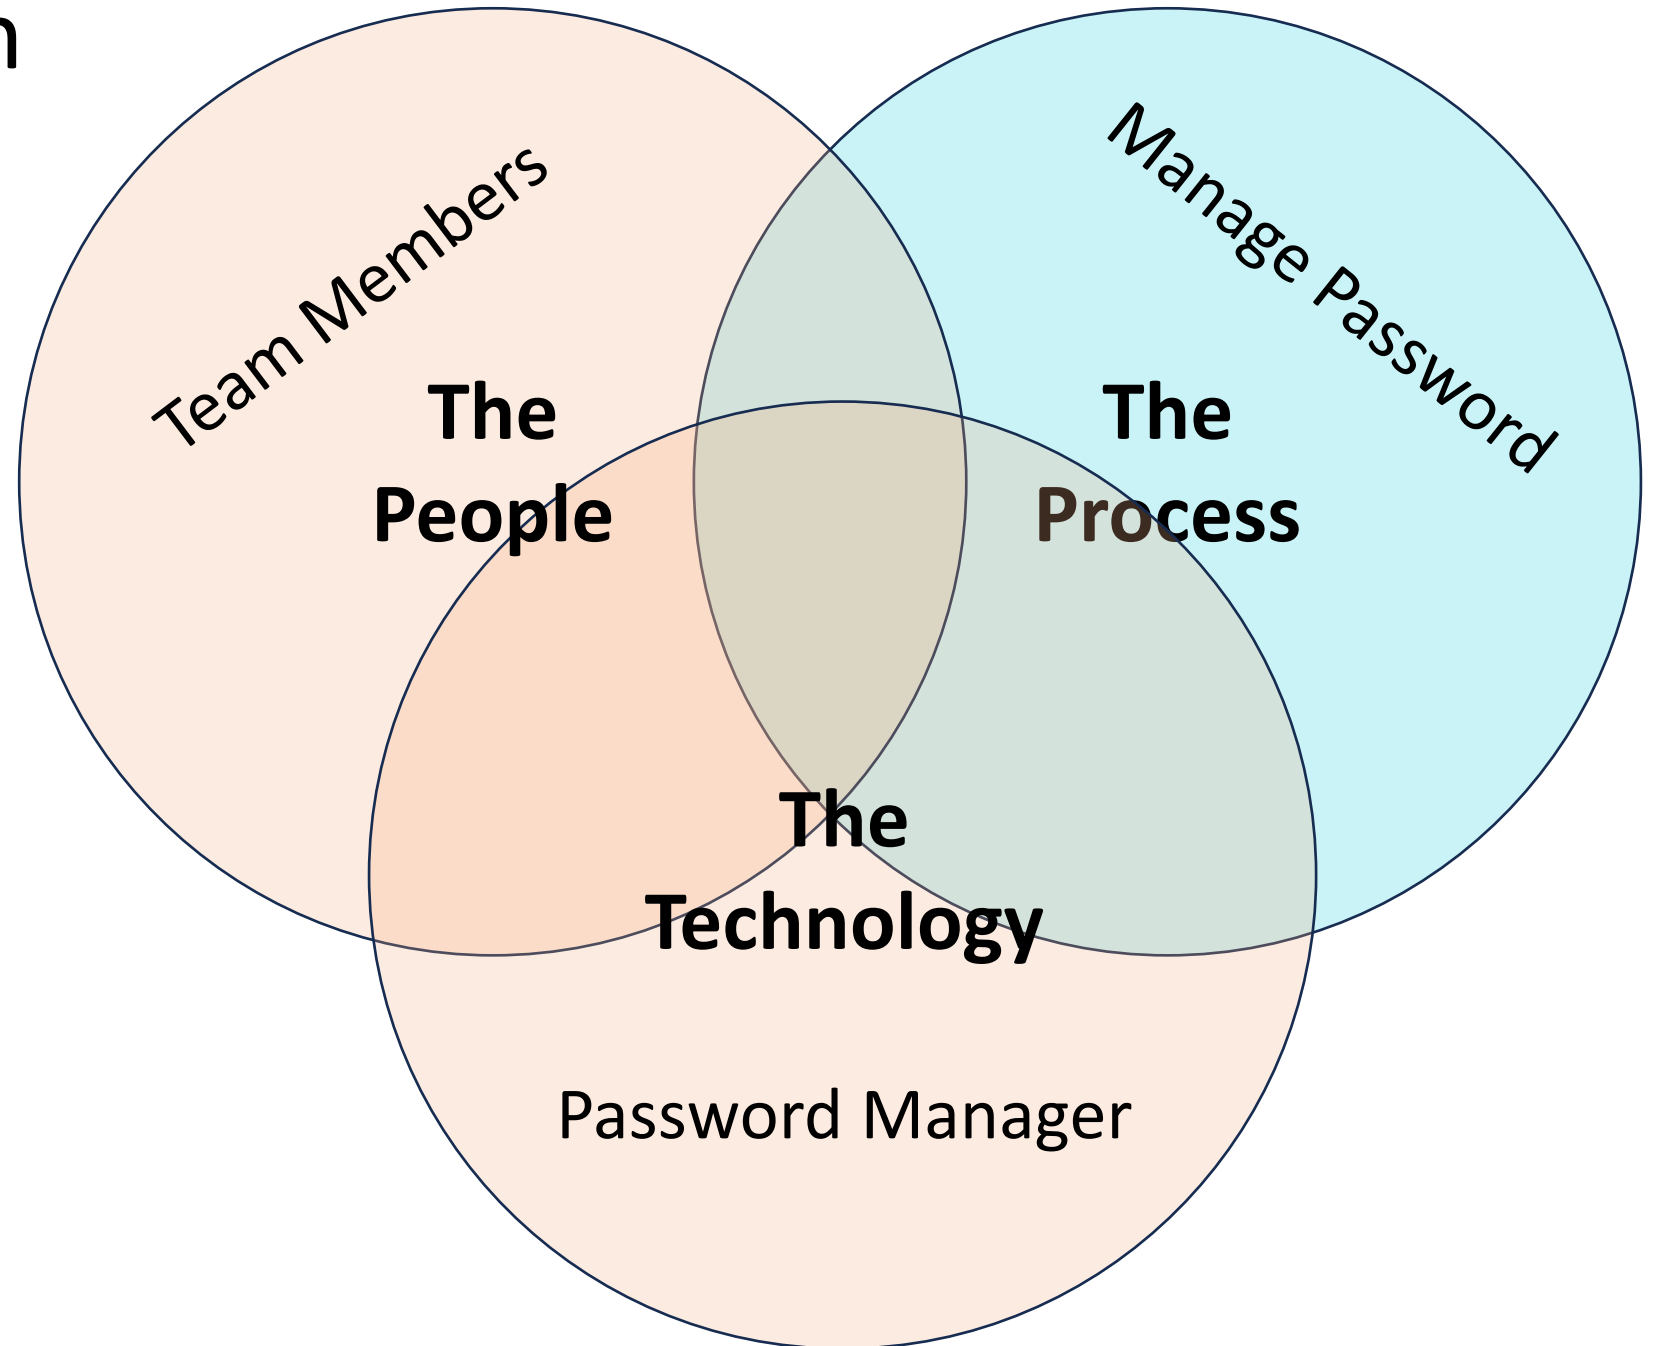 n
Team Members
Manage Password
The
People
The
Process
The
Technology
Password Manager